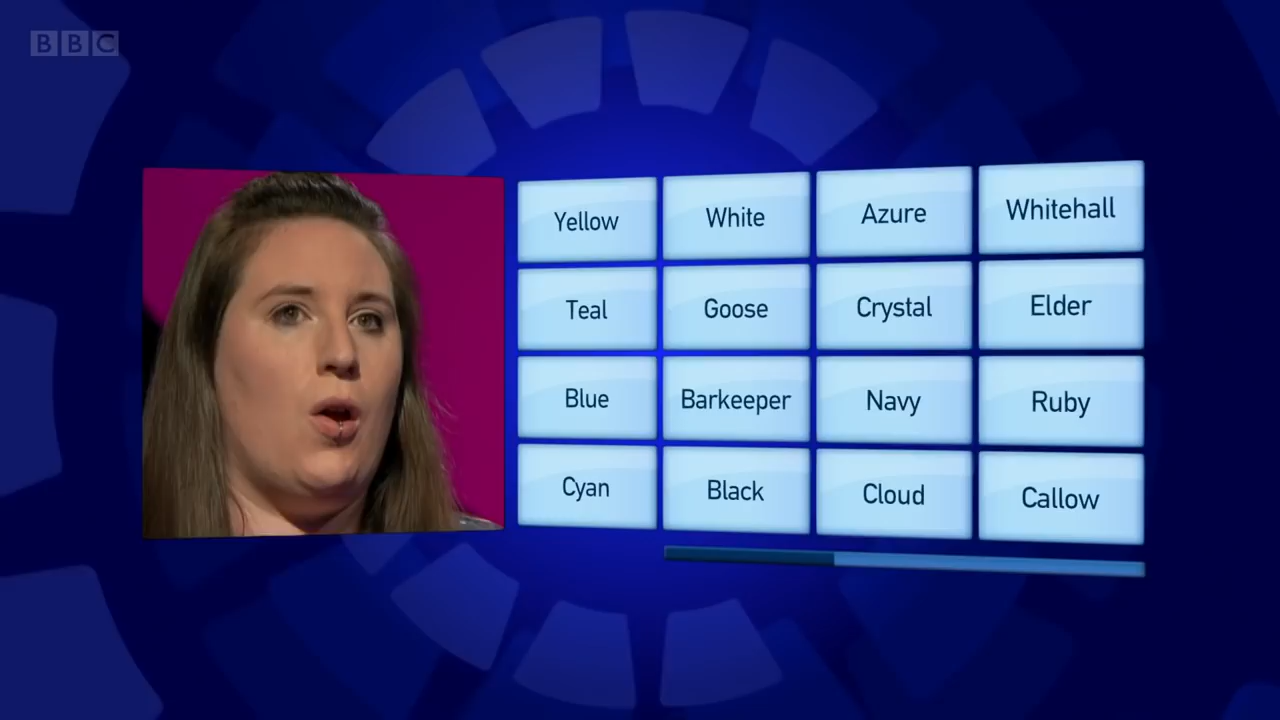 BBC
Yellow
White
Azure
Whitehall
Teal
Goose
Crystal
Elder
Blue
Barkeeper
Navy
Ruby
Cyan
Black
Cloud
Callow